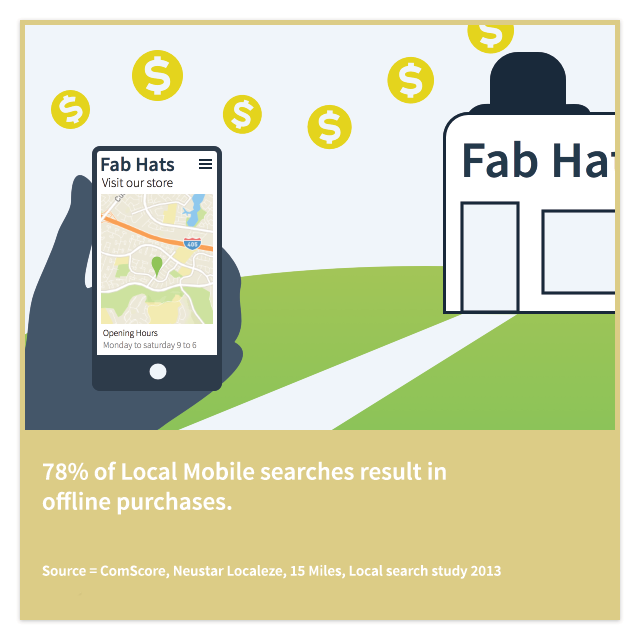 $
$
$
$
$
$
Fab Hats
Visit our store
Opening Hours
Monday to saturday 9 to 6
Fab Hat
78% of Local Mobile searches result in
offline purchases.
Source = ComScore, Neustar Localeze, 15 Miles, Local search study 2013